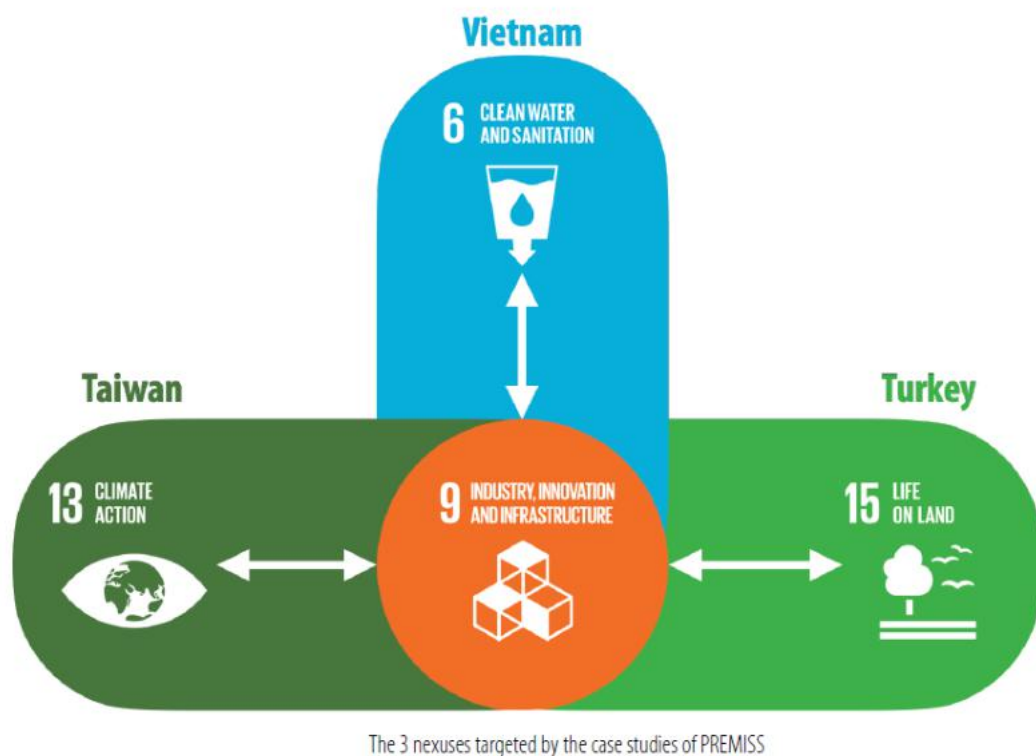 Vietnam
6 CLEAN WATER
AND SANITATION
Taiwan
Turkey
13 CLIMATE
ACTION
9 INDUSTRY, INNOVATION
AND INFRASTRUCTURE
15 LIFE
ON LAND
The 3 nexuses targeted by the case studies of PREMISS